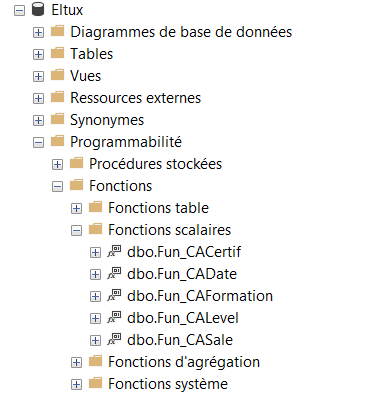 Eltux
Diagrammes de base de données
Tables
Vues
Ressources externes
Synonymes
Programmabilité
Procédures stockées
Fonctions
Fonctions table
Fonctions scalaires
dbo.Fun_CACertif
dbo.Fun_CADate
dbo.Fun_CAFormation
dbo.Fun_CALevel
dbo.Fun_CASale
Fonctions d'agrégation
Fonctions système